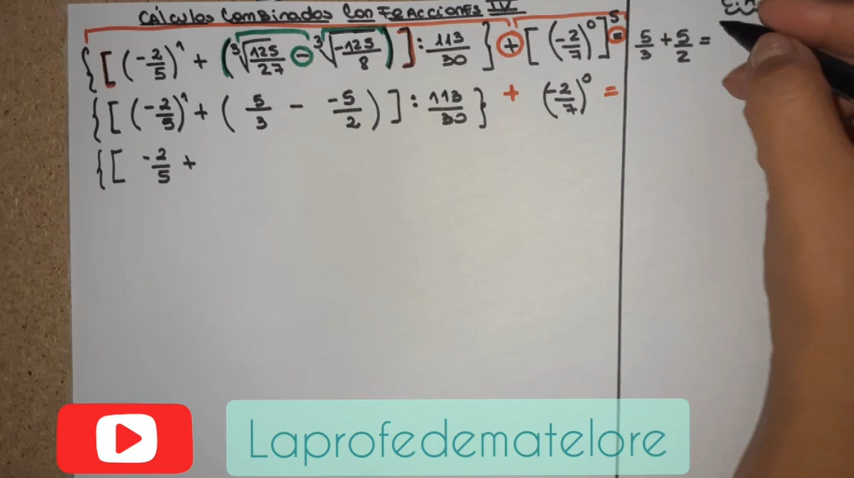 CÁLCULOS COMBINADOS CON FRACCIONES IV
{[(-2/5)^1 + (∛125/27 - ∛-125/8)] : 113/30} + [(-2/7)^0]^5 =
5/3 + 5/2 =
{[(-2/5)^1 + (5/3 - -5/2)] : 113/30} + (-2/7)^0 =
{[ -2/5 +
Laprofedematelore